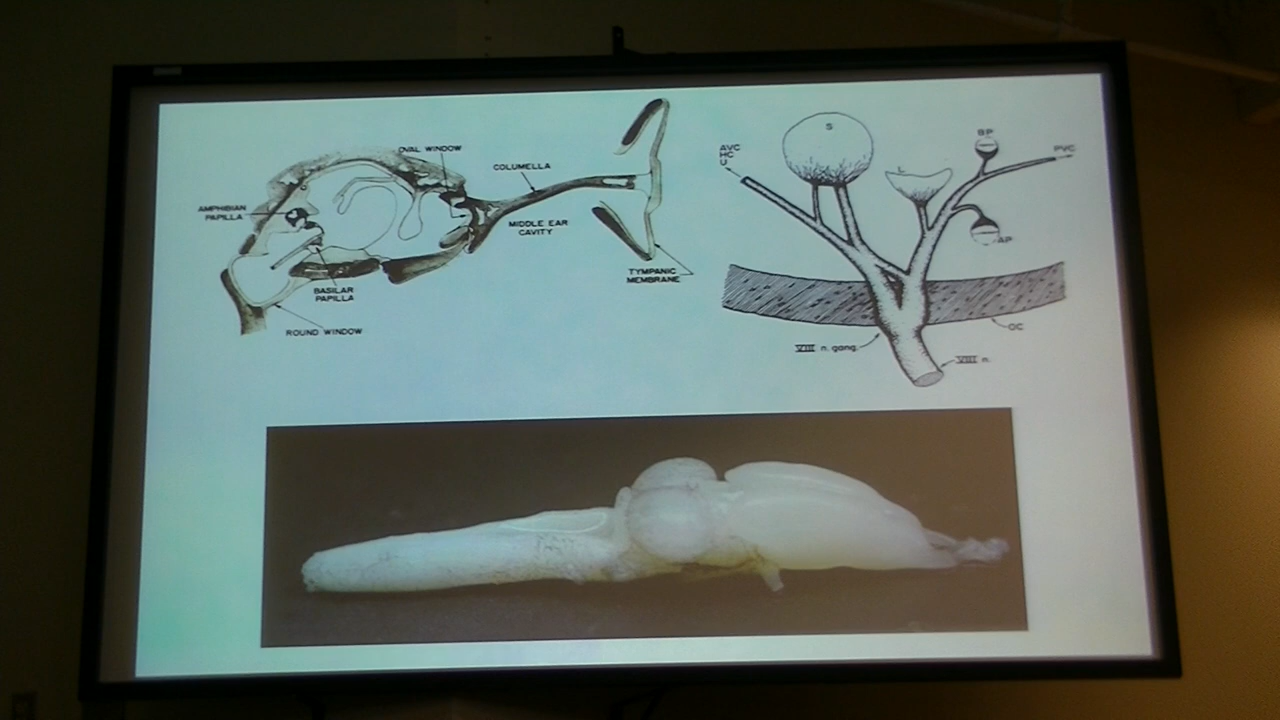 OVAL WINDOW
COLUMELLA
AMPHIBIAN
PAPILLA
MIDDLE EAR
CAVITY
TYMPANIC
MEMBRANE
BASILAR
PAPILLA
ROUND WINDOW
AVC
HC
U
S
L
BP
PVC
AP
OC
VIII n. gang.
VIII n.